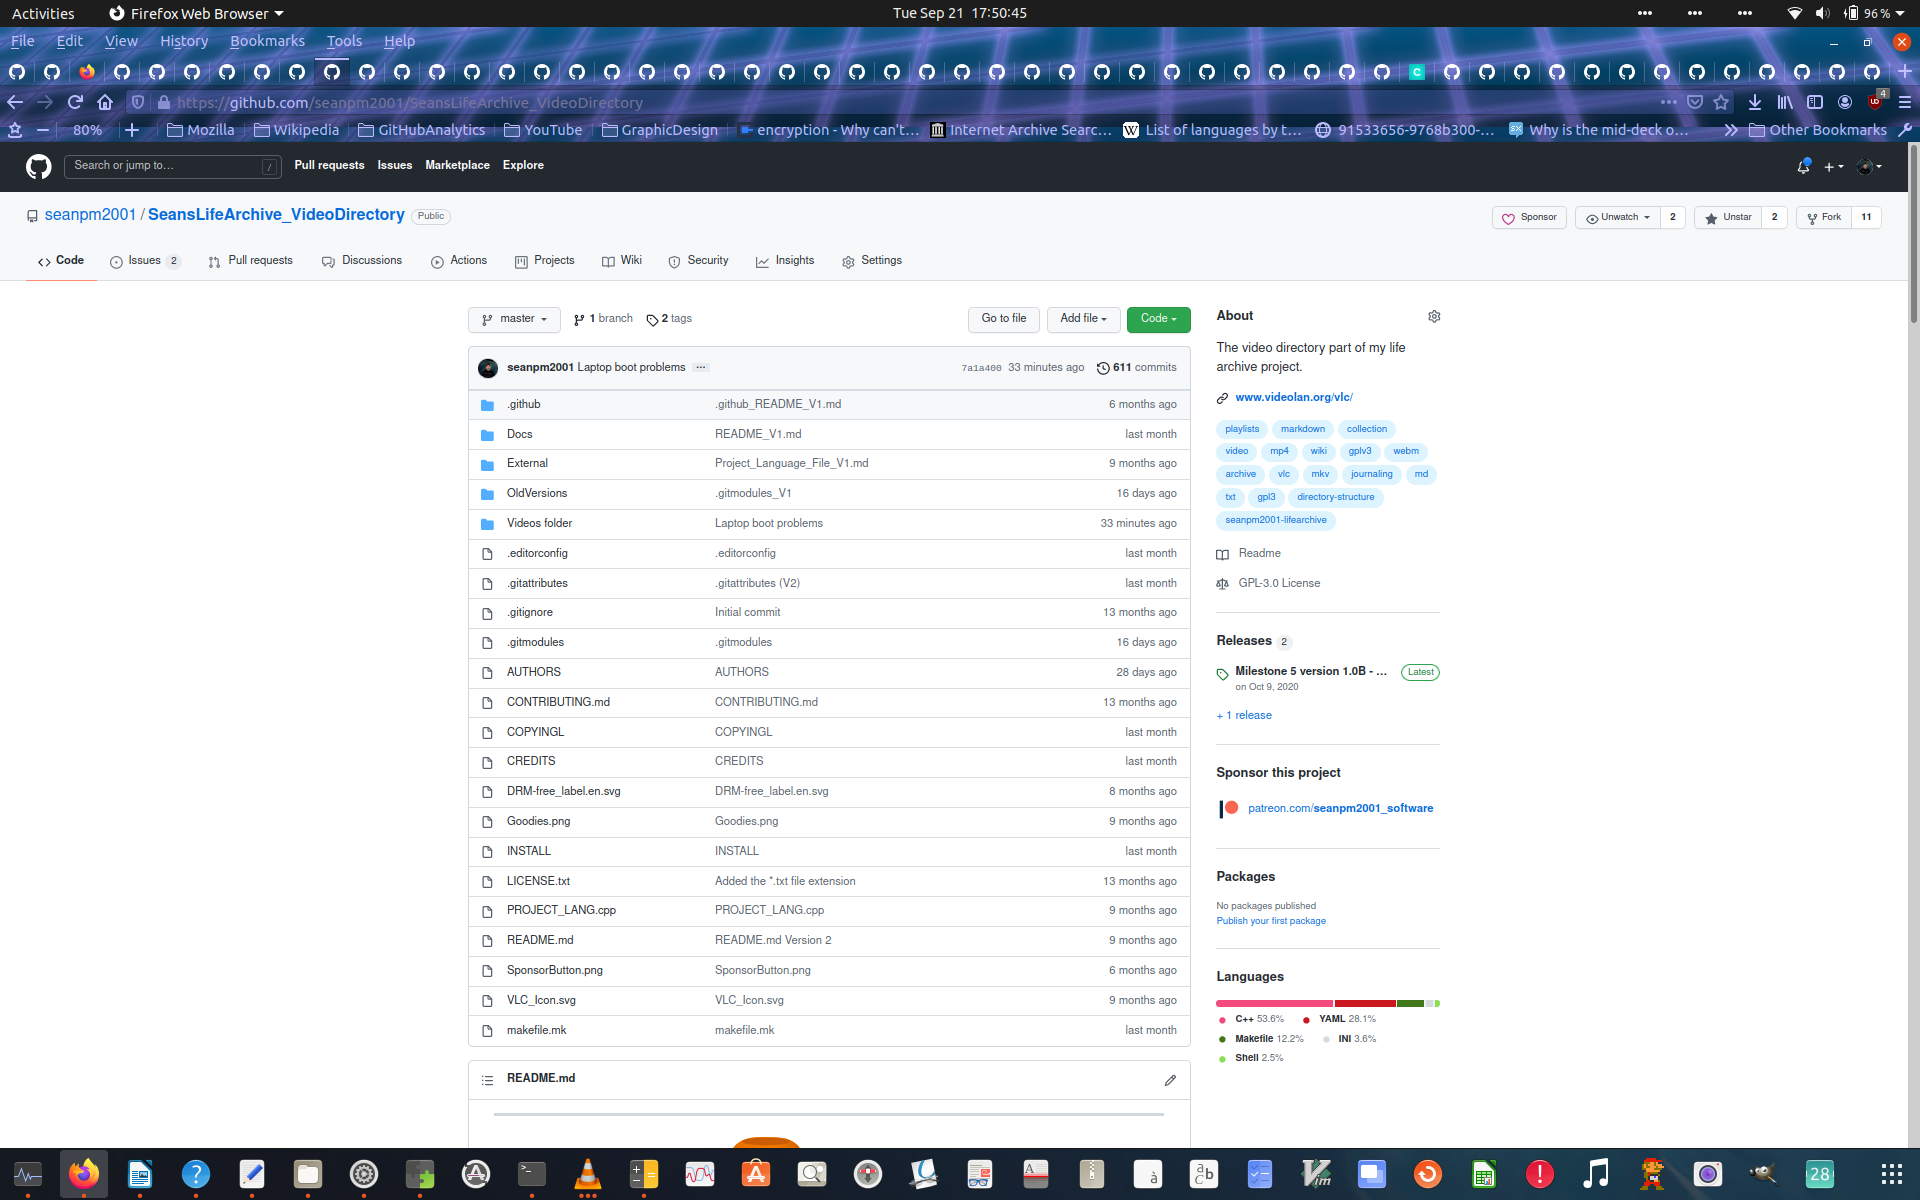 Activities Firefox Web Browser Tue Sep 21 17:50:45 96 %
File Edit View History Bookmarks Tools Help
https://github.com/seanpm2001/SeansLifeArchive_VideoDirectory 4
80% Mozilla Wikipedia GitHubAnalytics YouTube GraphicDesign encryption - Why can't... Internet Archive Searc... List of languages by t... 91533656-9768b300-... Why is the mid-deck o... Other Bookmarks
Search or jump to... / Pull requests Issues Marketplace Explore
seanpm2001 / SeansLifeArchive_VideoDirectory Public Sponsor Unwatch 2 Unstar 2 Fork 11
Code Issues 2 Pull requests Discussions Actions Projects Wiki Security Insights Settings
master 1 branch 2 tags Go to file Add file Code
seanpm2001 Laptop boot problems ... 7a1a400 33 minutes ago 611 commits
.github .github_README_V1.md 6 months ago
Docs README_V1.md last month
External Project_Language_File_V1.md 9 months ago
OldVersions .gitmodules_V1 16 days ago
Videos folder Laptop boot problems 33 minutes ago
.editorconfig .editorconfig last month
.gitattributes .gitattributes (V2) last month
.gitignore Initial commit 13 months ago
.gitmodules .gitmodules 16 days ago
AUTHORS AUTHORS 28 days ago
CONTRIBUTING.md CONTRIBUTING.md 13 months ago
COPYINGL COPYINGL last month
CREDITS CREDITS last month
DRM-free_label.en.svg DRM-free_label.en.svg 8 months ago
Goodies.png Goodies.png 9 months ago
INSTALL INSTALL last month
LICENSE.txt Added the *.txt file extension 13 months ago
PROJECT_LANG.cpp PROJECT_LANG.cpp 9 months ago
README.md README.md Version 2 9 months ago
SponsorButton.png SponsorButton.png 6 months ago
VLC_Icon.svg VLC_Icon.svg 9 months ago
makefile.mk makefile.mk last month
README.md
About
The video directory part of my life
archive project.
www.videolan.org/vlc/
playlists markdown collection
video mp4 wiki gplv3 webm
archive vlc mkv journaling md
txt gpl3 directory-structure
seanpm2001-lifearchive
Readme
GPL-3.0 License
Releases 2
Milestone 5 version 1.0B - ... Latest
on Oct 9, 2020
+ 1 release
Sponsor this project
patreon.com/seanpm2001_software
Packages
No packages published
Publish your first package
Languages
C++ 53.6% YAML 28.1%
Makefile 12.2% INI 3.6%
Shell 2.5%
28